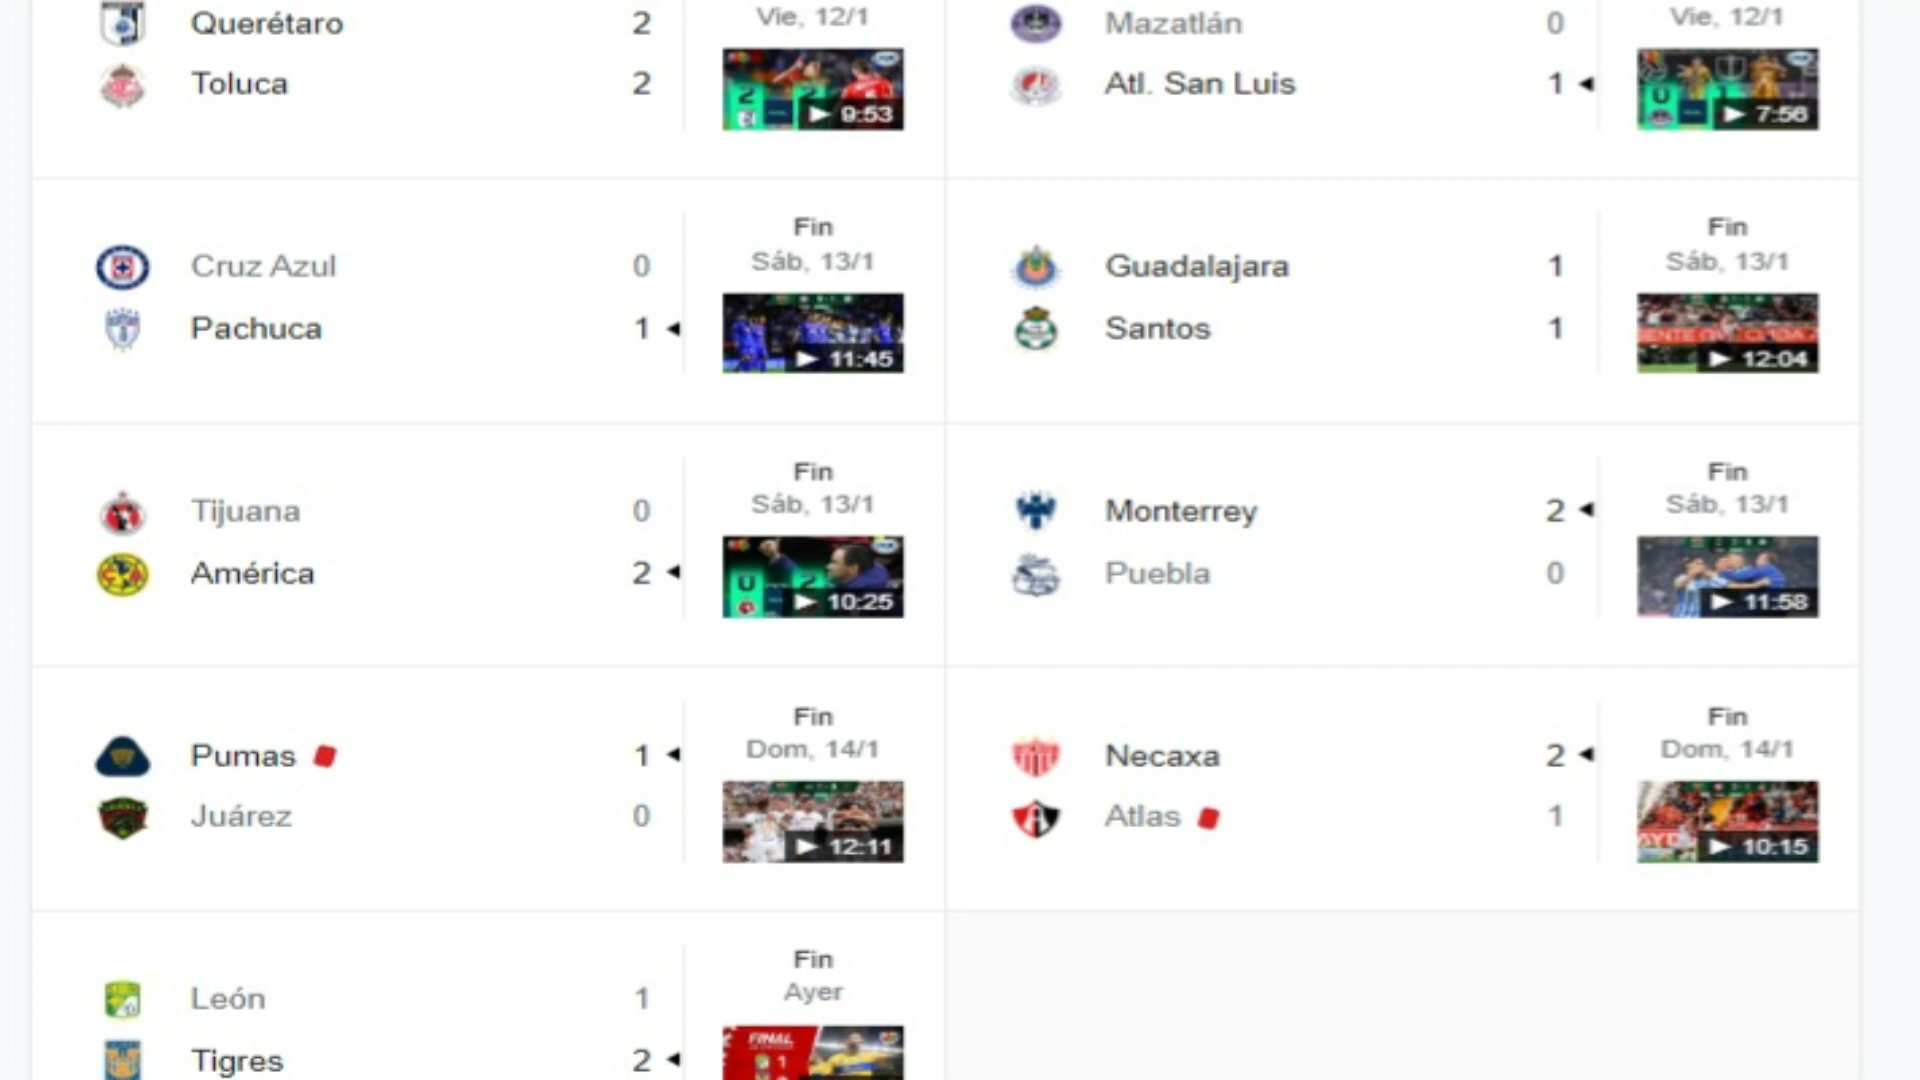 Querétaro 2
Toluca 2
Vie, 12/1
9:53
Mazatlán 0
Atl. San Luis 1
Vie, 12/1
7:56
Cruz Azul 0
Pachuca 1
Fin
Sáb, 13/1
11:45
Guadalajara 1
Santos 1
Fin
Sáb, 13/1
12:04
Tijuana 0
América 2
Fin
Sáb, 13/1
0 2
10:25
Monterrey 2
Puebla 0
Fin
Sáb, 13/1
11:58
Pumas 1
Juárez 0
Fin
Dom, 14/1
12:11
Necaxa 2
Atlas 1
Fin
Dom, 14/1
10:15
León 1
Tigres 2
Fin
Ayer
FINAL
1